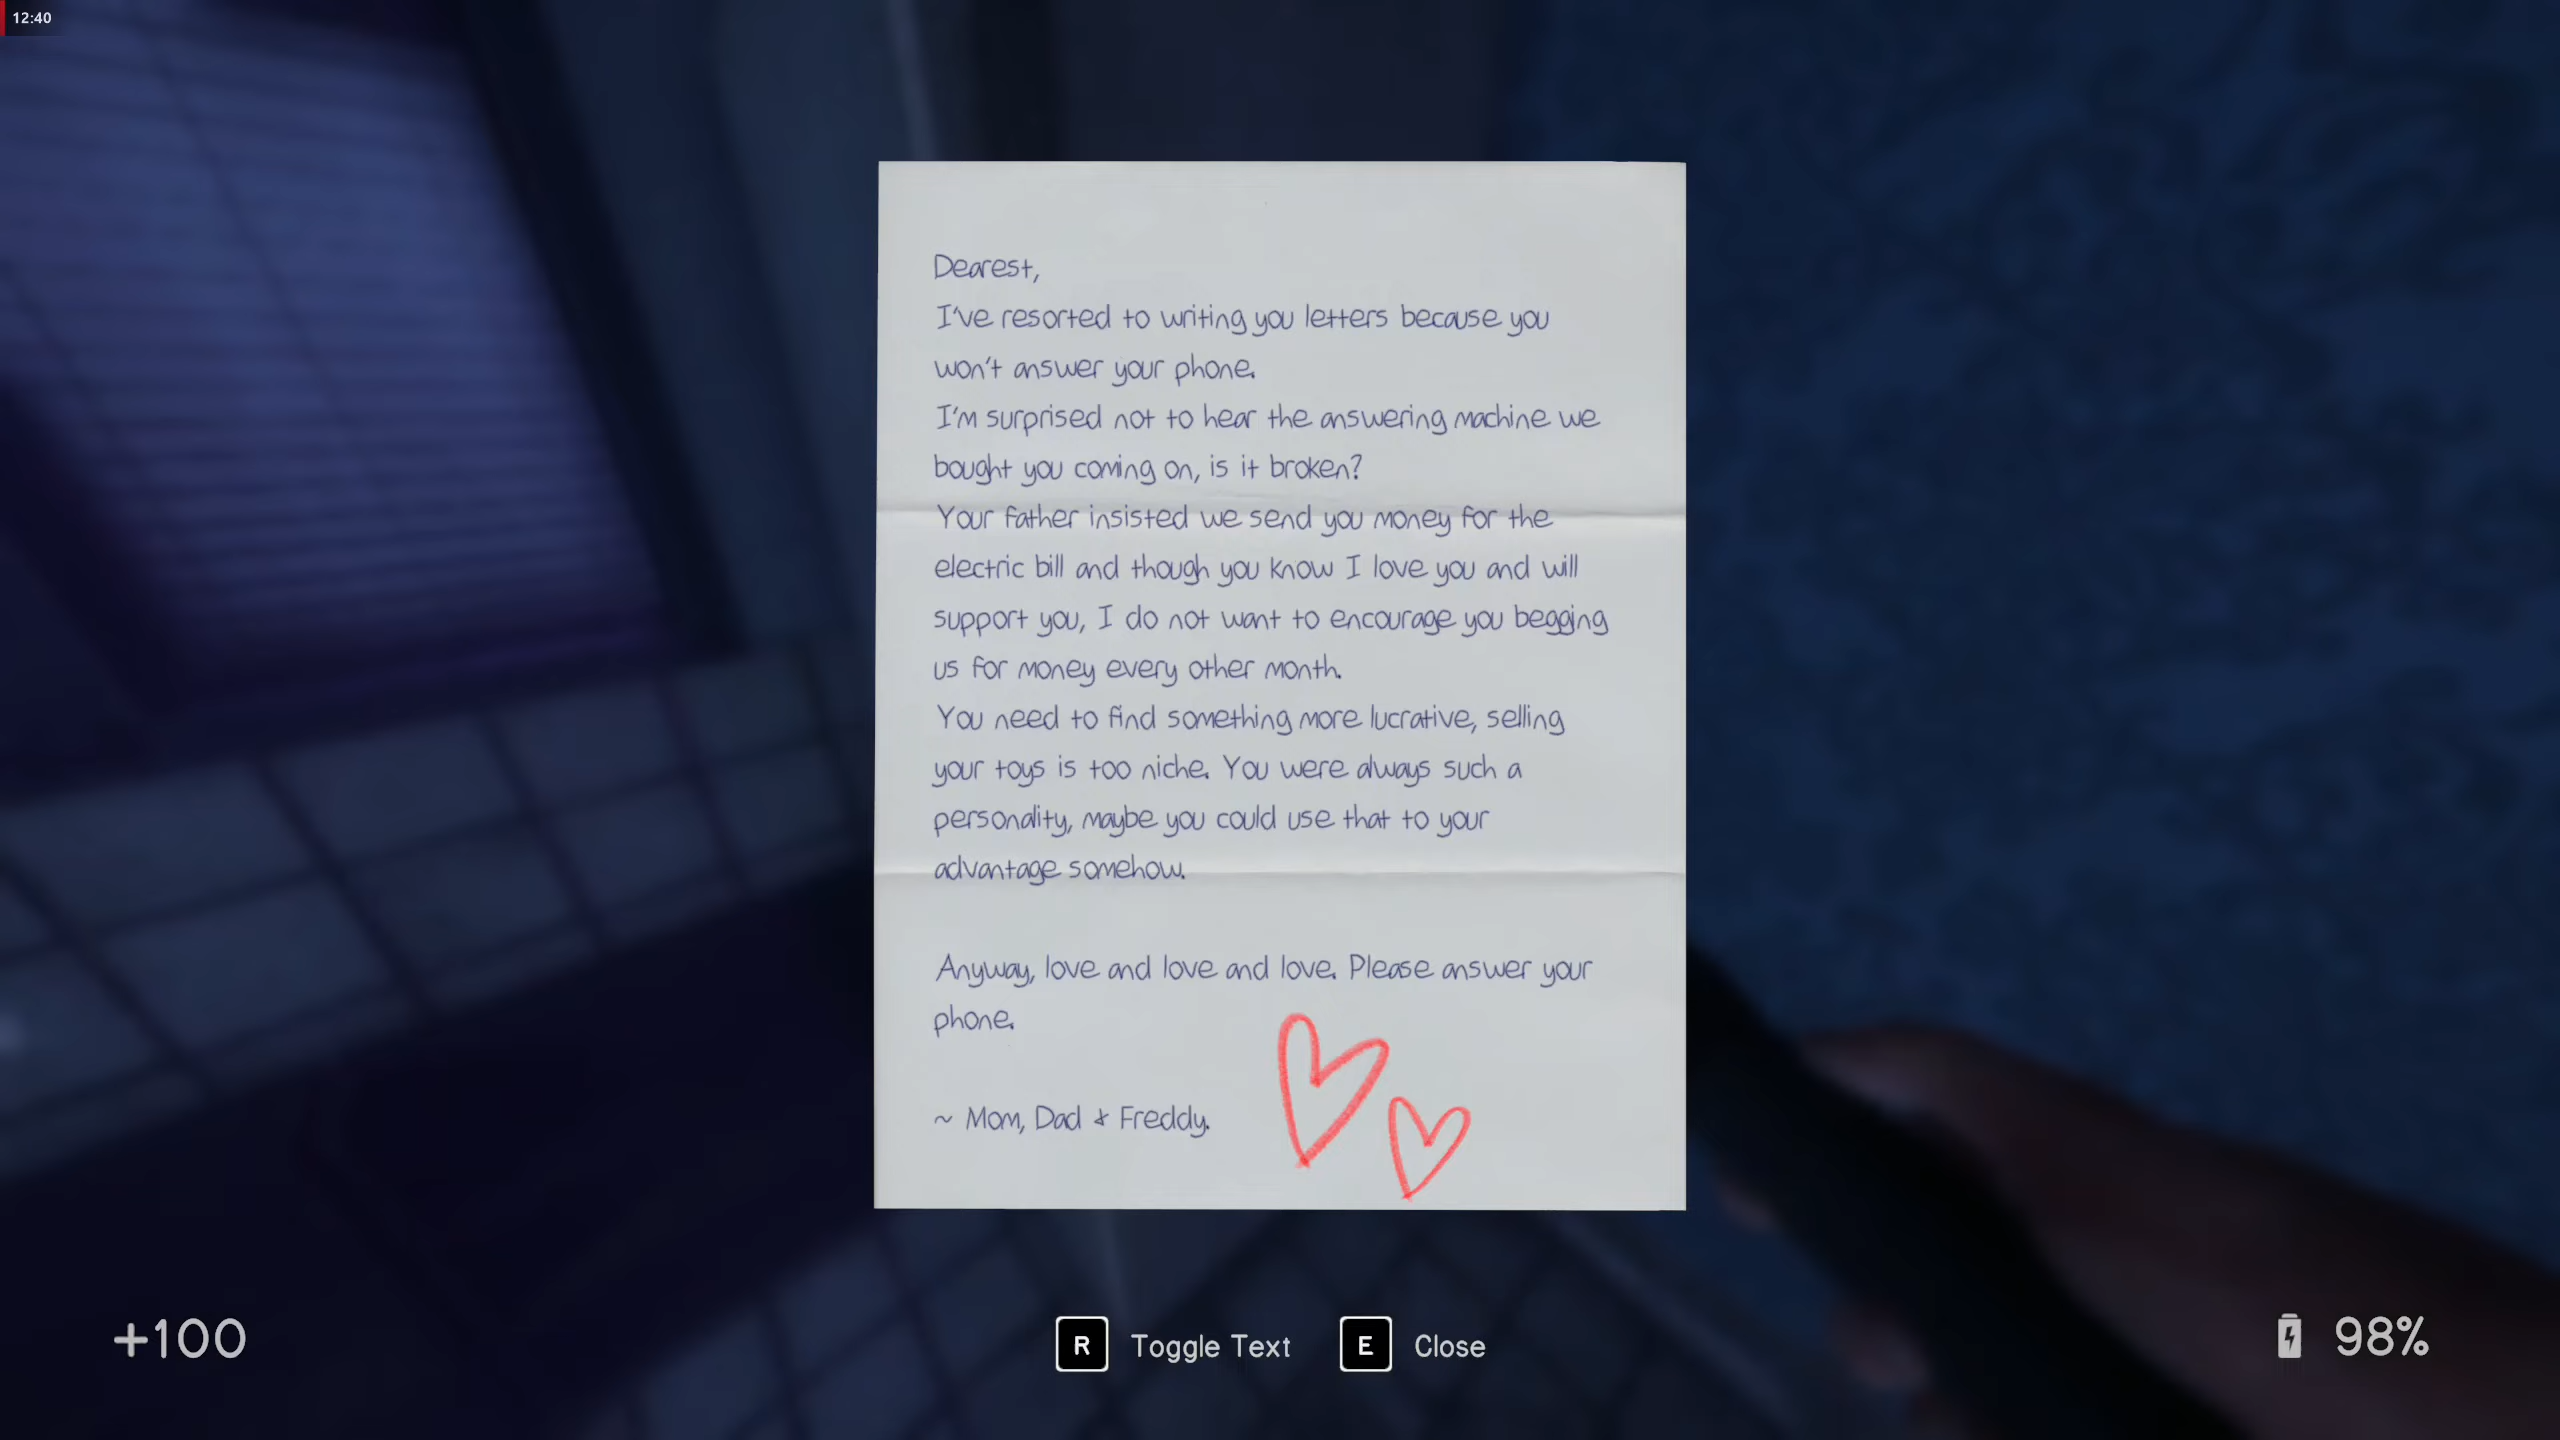 12:40
Dearest,
I've resorted to writing you letters because you
won't answer your phone.
I'm surprised not to hear the answering machine we
bought you coming on, is it broken?
Your father insisted we send you money for the
electric bill and though you know I love you and will
support you, I do not want to encourage you begging
us for money every other month.
You need to find something more lucrative, selling
your toys is too niche. You were always such a
personality, maybe you could use that to your
advantage somehow.
Anyway, love and love and love. Please answer your
phone.
~ Mom, Dad & Freddy.
+100
R Toggle Text E Close
98%